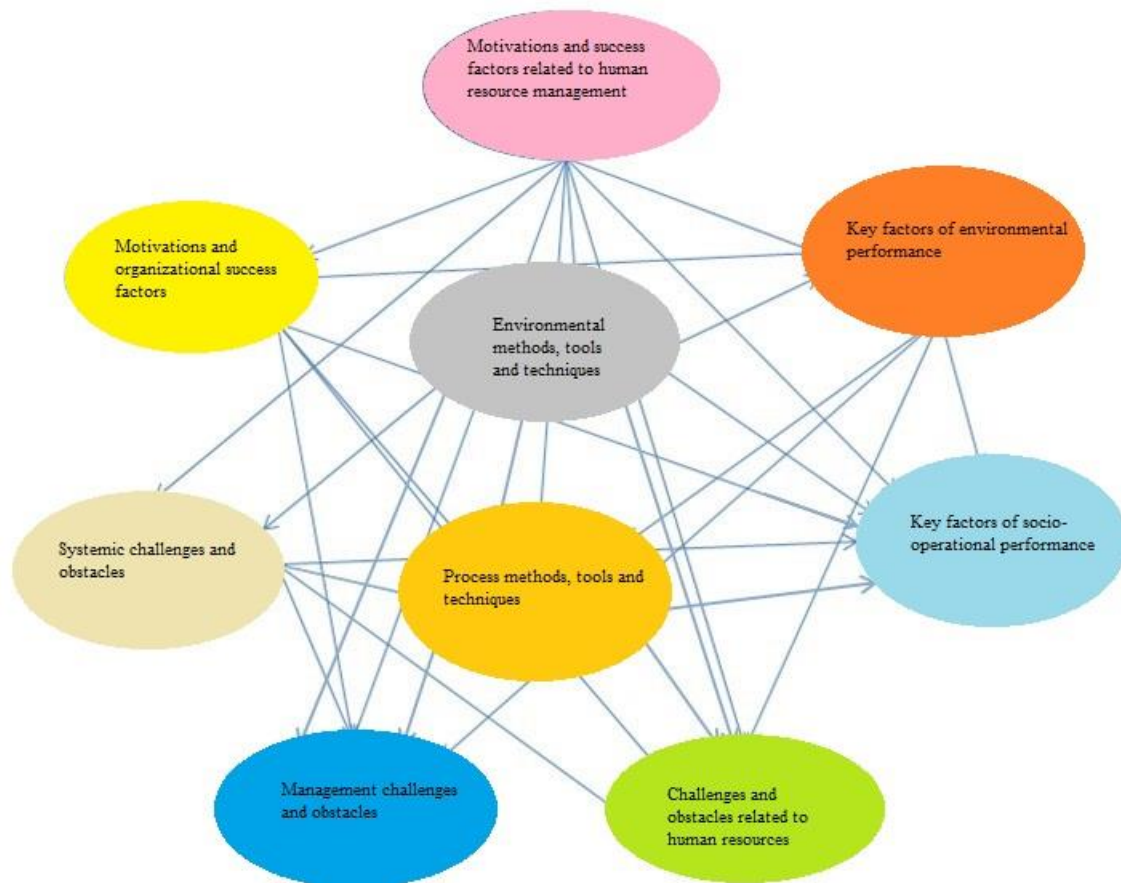 Motivations and success
factors related to human
resource management
Key factors of environmental
performance
Motivations and
organizational success
factors
Environmental
methods, tools
and techniques
Key factors of socio-
operational performance
Systemic challenges and
obstacles
Process methods, tools and
techniques
Management challenges
and obstacles
Challenges and
obstacles related to
human resources